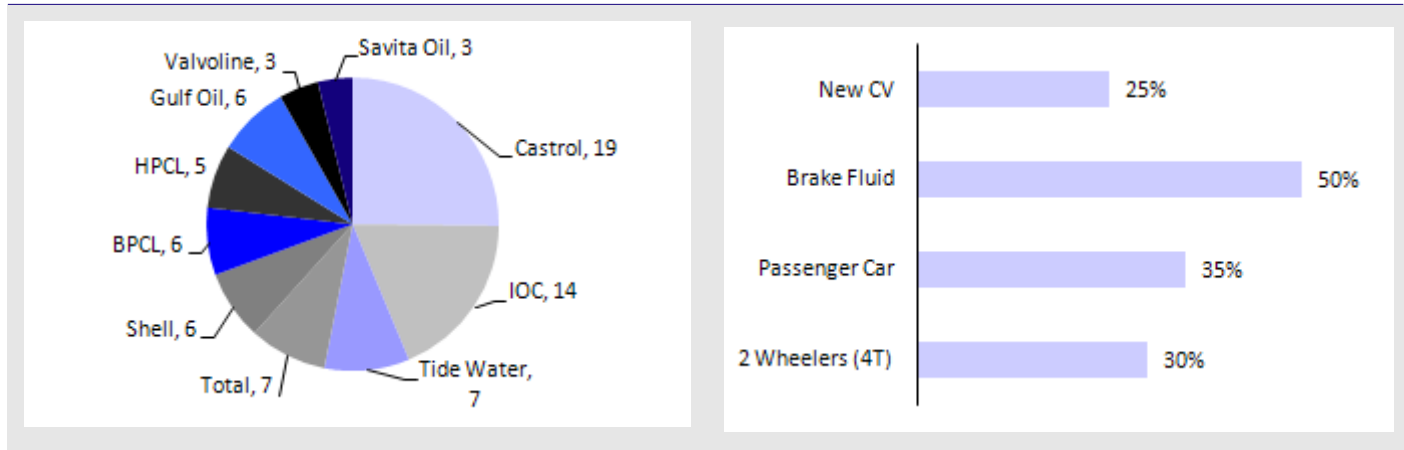 Savita Oil, 3
Valvoline, 3
Gulf Oil, 6
Castrol, 19
HPCL, 5
BPCL, 6
IOC, 14
Shell, 6
Tide Water,
7
Total, 7
New CV
25%
Brake Fluid
50%
Passenger Car
35%
2 Wheelers (4T)
30%